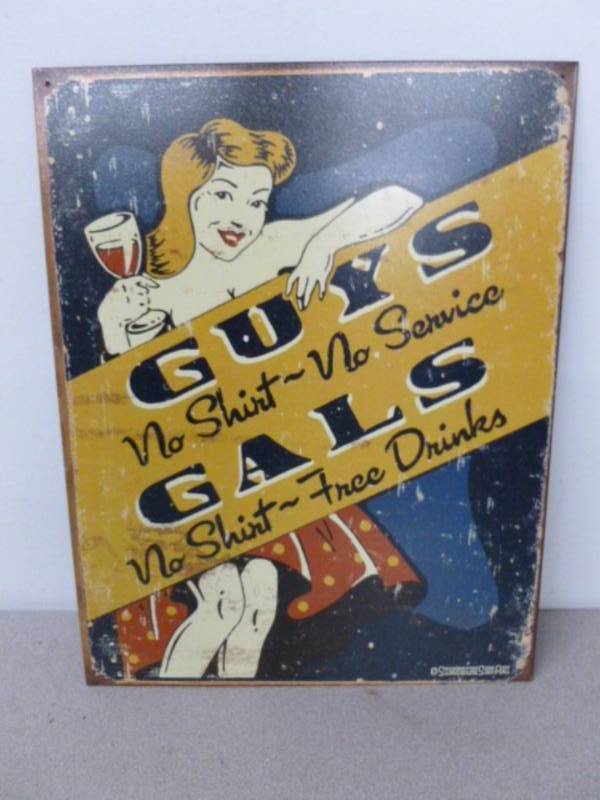 GUYS
No Shirt ~ No Service
GALS
No Shirt ~ Free Drinks